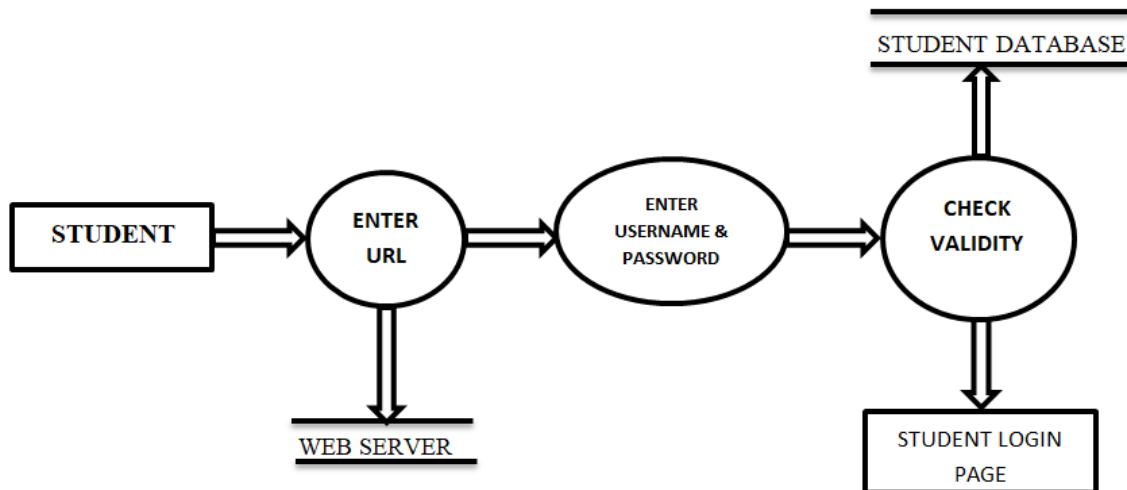 STUDENT DATABASE
STUDENT
ENTER
URL
ENTER
USERNAME &
PASSWORD
CHECK
VALIDITY
WEB SERVER
STUDENT LOGIN
PAGE